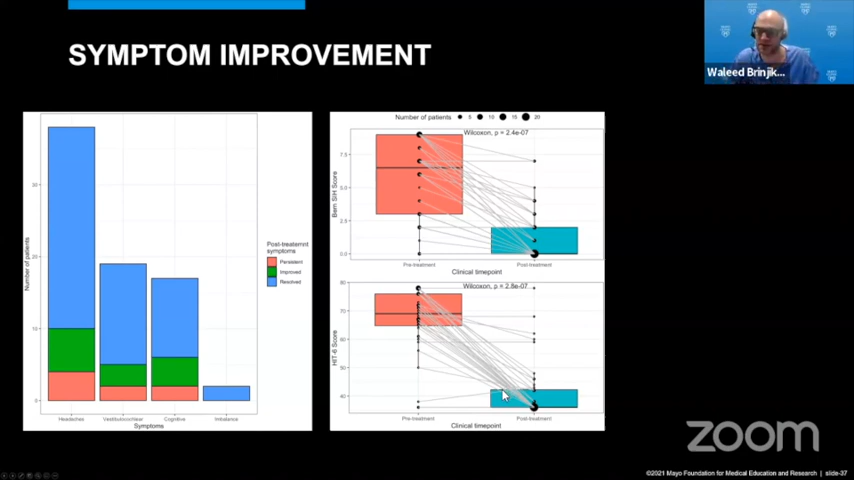 SYMPTOM IMPROVEMENT
Waleed Brinjik...
Number of patients
30
20
10
0
Headaches
Cognitive
Imbalance
Symptoms
Post-treatemnt
symptoms
Persistent
Improved
Resolved
Number of patients 5 10 15 20
Wilcoxon, p = 2.4e-07
Bern SIH Score
7.5
5.0
2.5
0.0
Pre-treatment
Post-treatment
Clinical timepoint
Wilcoxon, p = 2.8e-07
HIT-6 Score
80
70
60
50
40
Pre-treatment
Post-treatment
Clinical timepoint
zoom
©2021 Mayo Foundation for Medical Education and Research | slide-37